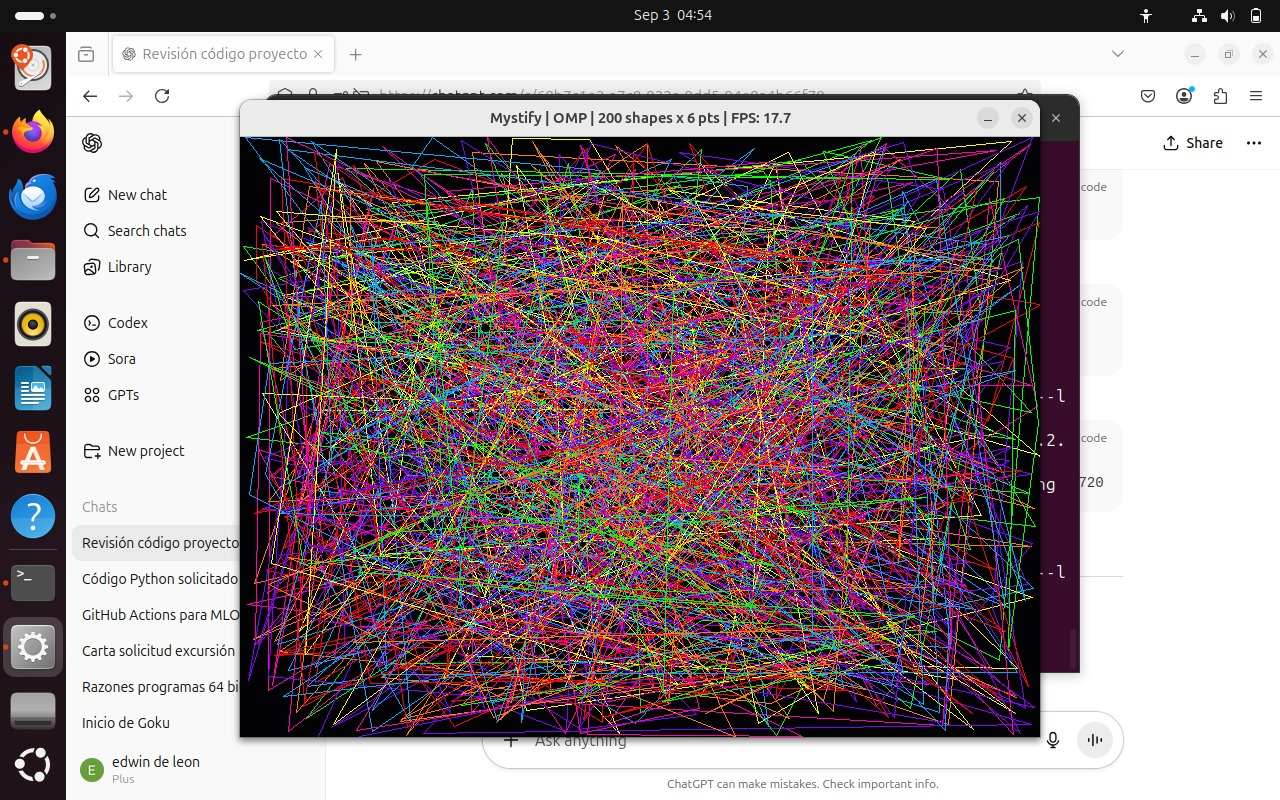 Sep 3 04:54
Revisión código proyecto
Mystify | OMP | 200 shapes x 6 pts | FPS: 17.7
Share
New chat
Search chats
Library
Codex
Sora
GPTs
New project
Chats
Revisión código proyecto
Código Python solicitado
GitHub Actions para MLO
Carta solicitud excursión
Razones programas 64 bi
Inicio de Goku
E
edwin de leon
Plus
code
code
--l
.2.
code
ng
720
--l
Ask anything
ChatGPT can make mistakes. Check important info.